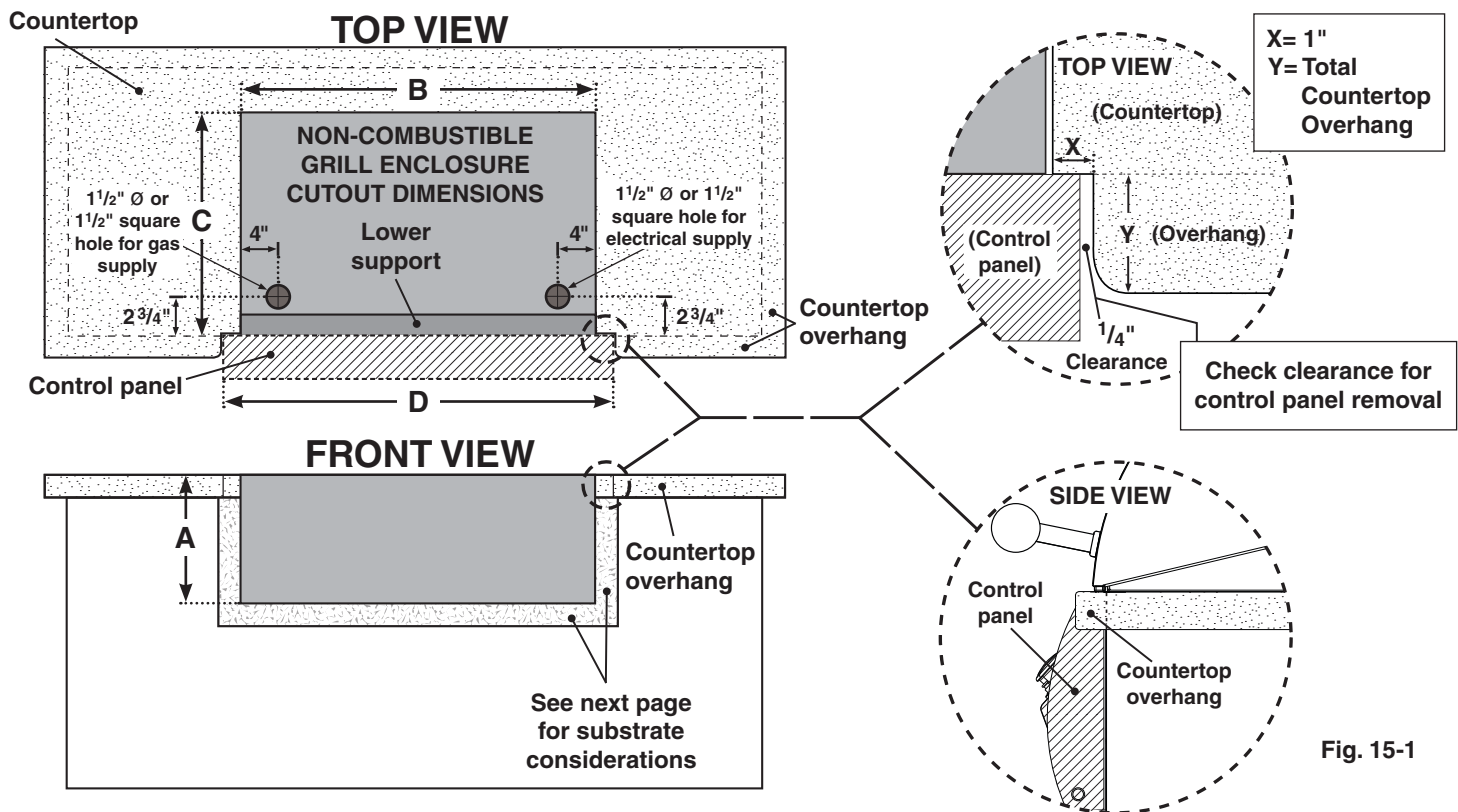 Countertop
TOP VIEW
B
NON-COMBUSTIBLE
GRILL ENCLOSURE
CUTOUT DIMENSIONS
1 1/2" Ø or
1 1/2" square
hole for gas
supply
C
4"
Lower
support
4"
1 1/2" Ø or 1 1/2"
square hole for
electrical supply
2 3/4"
2 3/4"
Countertop
overhang
Control panel
D
TOP VIEW
(Countertop)
X
(Control
panel)
Y
(Overhang)
1/4"
Clearance
X= 1"
Y= Total
Countertop
Overhang
Check clearance for
control panel removal
FRONT VIEW
A
Countertop
overhang
See next page
for substrate
considerations
SIDE VIEW
Control
panel
Countertop
overhang
Fig. 15-1